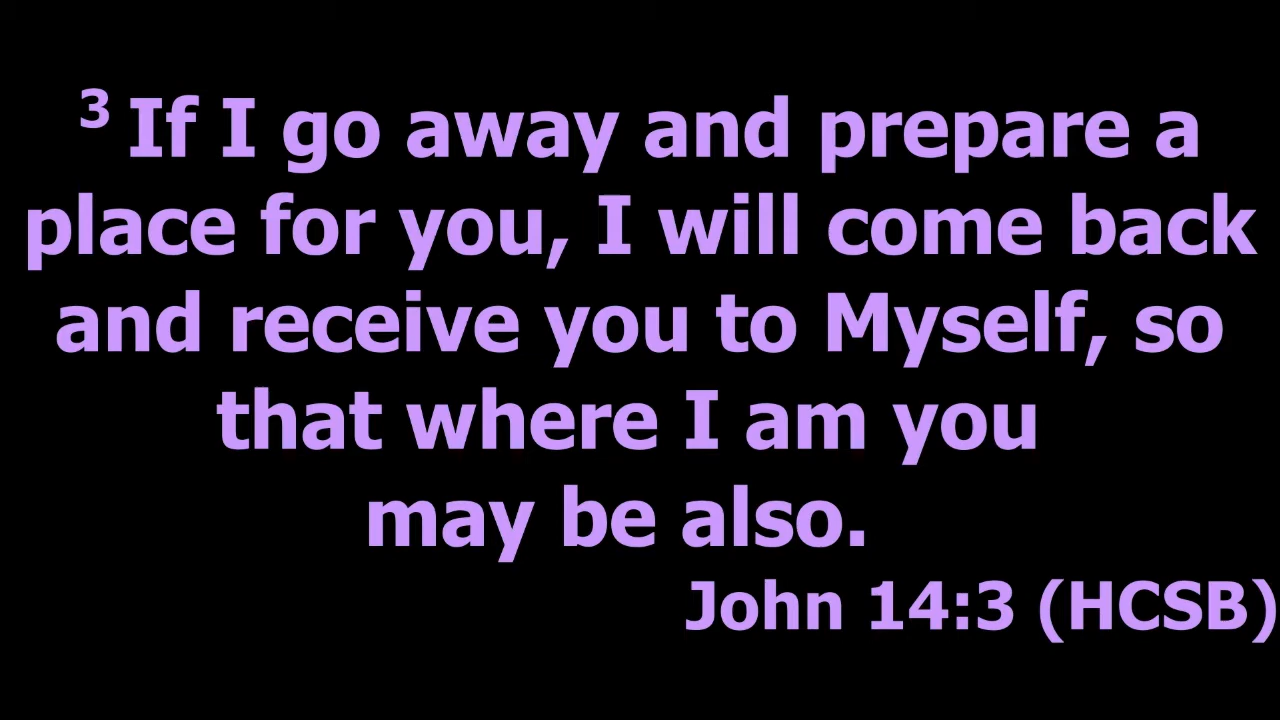 ³ If I go away and prepare a
place for you, I will come back
and receive you to Myself, so
that where I am you
may be also.
John 14:3 (HCSB)